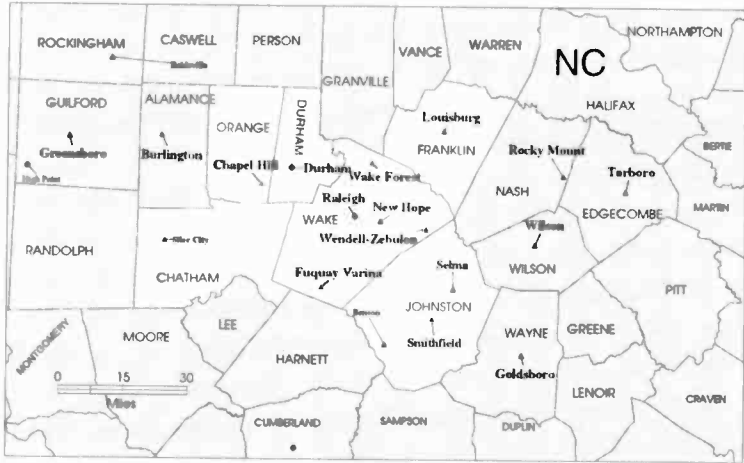 ROCKINGHAM
CASWELL
PERSON
GRANVILLE
VANCE
WARREN
NORTHAMPTON
NC
HALIFAX
GUILFORD
Greensboro
High Point
ALAMANCE
Burlington
ORANGE
Chapel Hill
DURHAM
Durham
Louisburg
FRANKLIN
Wake Forest
Rocky Mount
NASH
Tarboro
EDGECOMBE
BERTIE
MARTIN
RANDOLPH
Siler City
CHATHAM
Raleigh
WAKE
New Hope
Wendell-Zebulon
Fuquay Varina
Wilson
WILSON
PITT
Selma
JOHNSTON
Smithfield
Benson
LEE
HARNETT
WAYNE
Goldsboro
GREENE
LENOIR
CRAVEN
MONTGOMERY
MOORE
0 15 30
Miles
CUMBERLAND
SAMPSON
DUPLIN